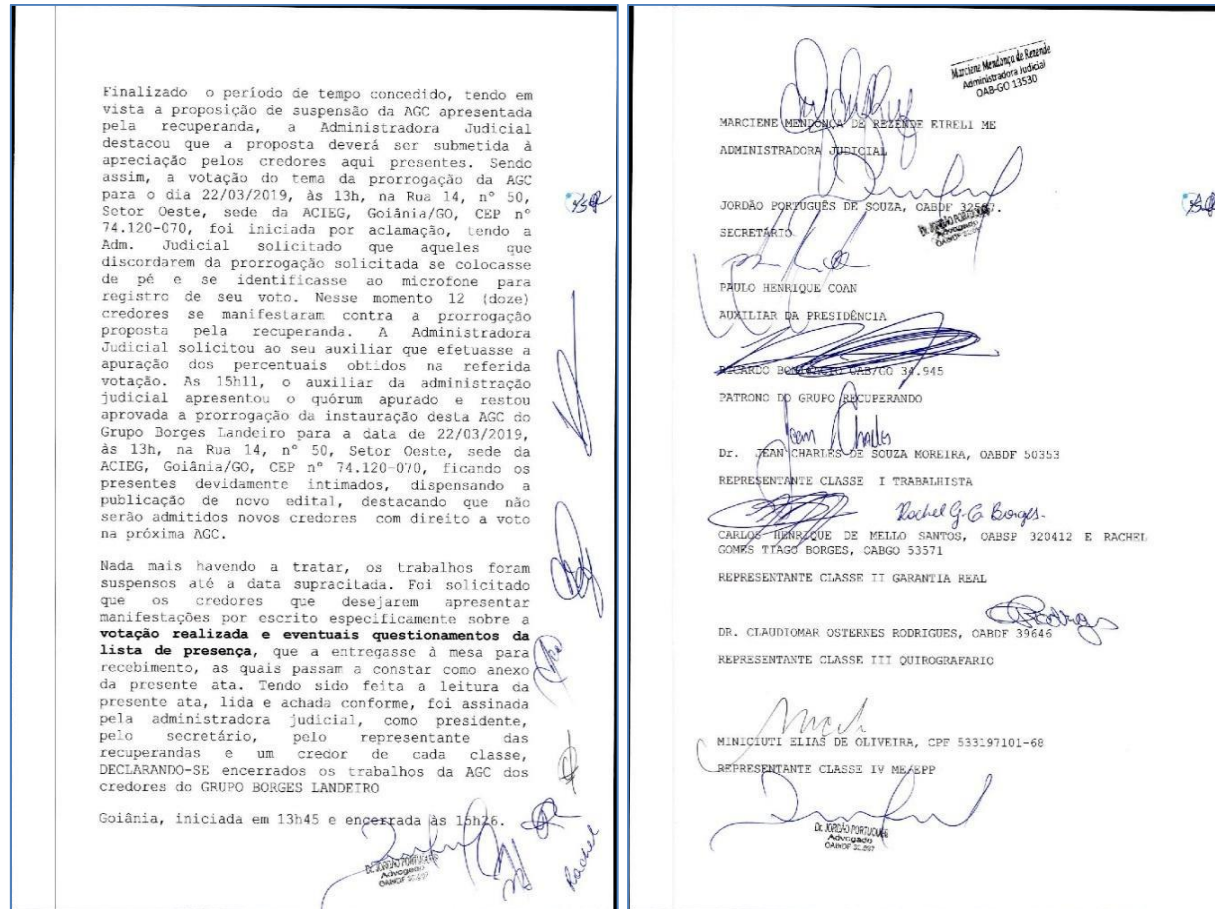 Finalizado o período de tempo concedido, tendo em
vista a proposição de suspensão da AGC apresentada
pela recuperanda, a Administradora Judicial
destacou que a proposta deverá ser submetida à
apreciação pelos credores aqui presentes. Sendo
assim, a votação do tema da prorrogação da AGC
para o dia 22/03/2019, às 13h, na Rua 14, nº 50,
Setor Oeste, sede da ACIEG, Goiânia/GO, CEP nº
74.120-070, foi iniciada por aclamação, tendo a
Adm. Judicial solicitado que aqueles que
discordarem da prorrogação solicitada se colocasse
de pé e se identificasse ao microfone para
registro de seu voto. Nesse momento 12 (doze)
credores se manifestaram contra a prorrogação
proposta pela recuperanda. A Administradora
Judicial solicitou ao seu auxiliar que efetuasse a
apuração dos percentuais obtidos na referida
votação. As 15h11, o auxiliar da administração
judicial apresentou o quórum apurado e restou
aprovada a prorrogação da instauração desta AGC do
Grupo Borges Landeiro para a data de 22/03/2019,
às 13h, na Rua 14, nº 50, Setor Oeste, sede da
ACIEG, Goiânia/GO, CEP nº 74.120-070, ficando os
presentes devidamente intimados, dispensando a
publicação de novo edital, destacando que não
serão admitidos novos credores com direito a voto
na próxima AGC.
Nada mais havendo a tratar, os trabalhos foram
suspensos até a data supracitada. Foi solicitado
que os credores que desejarem apresentar
manifestações por escrito especificamente sobre a
votação realizada e eventuais questionamentos da
lista de presença, que a entregasse à mesa para
recebimento, as quais passam a constar como anexo
da presente ata. Tendo sido feita a leitura da
presente ata, lida e achada conforme, foi assinada
pela administradora judicial, como presidente,
pelo secretário, pelo representante das
recuperandas e um credor de cada classe,
DECLARANDO-SE encerrados os trabalhos da AGC dos
credores do GRUPO BORGES LANDEIRO
Goiânia, iniciada em 13h45 e encerrada às 15h26.
Dr. JORDÃO PORTUGUÊS
Advogado
Rachel
Marciene Mendonça de Rezende
Administradora Judicial
OAB-GO 13530
MARCIENE MENDONÇA DE REZENDE EIRELI ME
ADMINISTRADORA JUDICIAL
JORDÃO PORTUGUÊS DE SOUZA, OABDF
Dr. JORDÃO PORTUGUÊS
Advogado
SECRETÁRIO
PAULO HENRIQUE COAN
AUXILIAR DA PRESIDÊNCIA
RICARDO OAB/GO 34.945
PATRONO DO GRUPO RECUPERANDO
Jean Charles
Dr. JEAN CHARLES DE SOUZA MOREIRA, OABDF 50353
REPRESENTANTE CLASSE I TRABALHISTA
Rachel G. G Borges.
CARLOS HENRIQUE DE MELLO SANTOS, OABSP 320412 E RACHEL
GOMES TIAGO BORGES, OABGO 53571
REPRESENTANTE CLASSE II GARANTIA REAL
DR. CLAUDIOMAR OSTERNES RODRIGUES, OABDF 39646
REPRESENTANTE CLASSE III QUIROGRAFARIO
MINICIUTI ELIAS DE OLIVEIRA, CPF 533197101-68
REPRESENTANTE CLASSE IV ME/EPP
Dr. JORDÃO PORTUGUÊS
Advogado